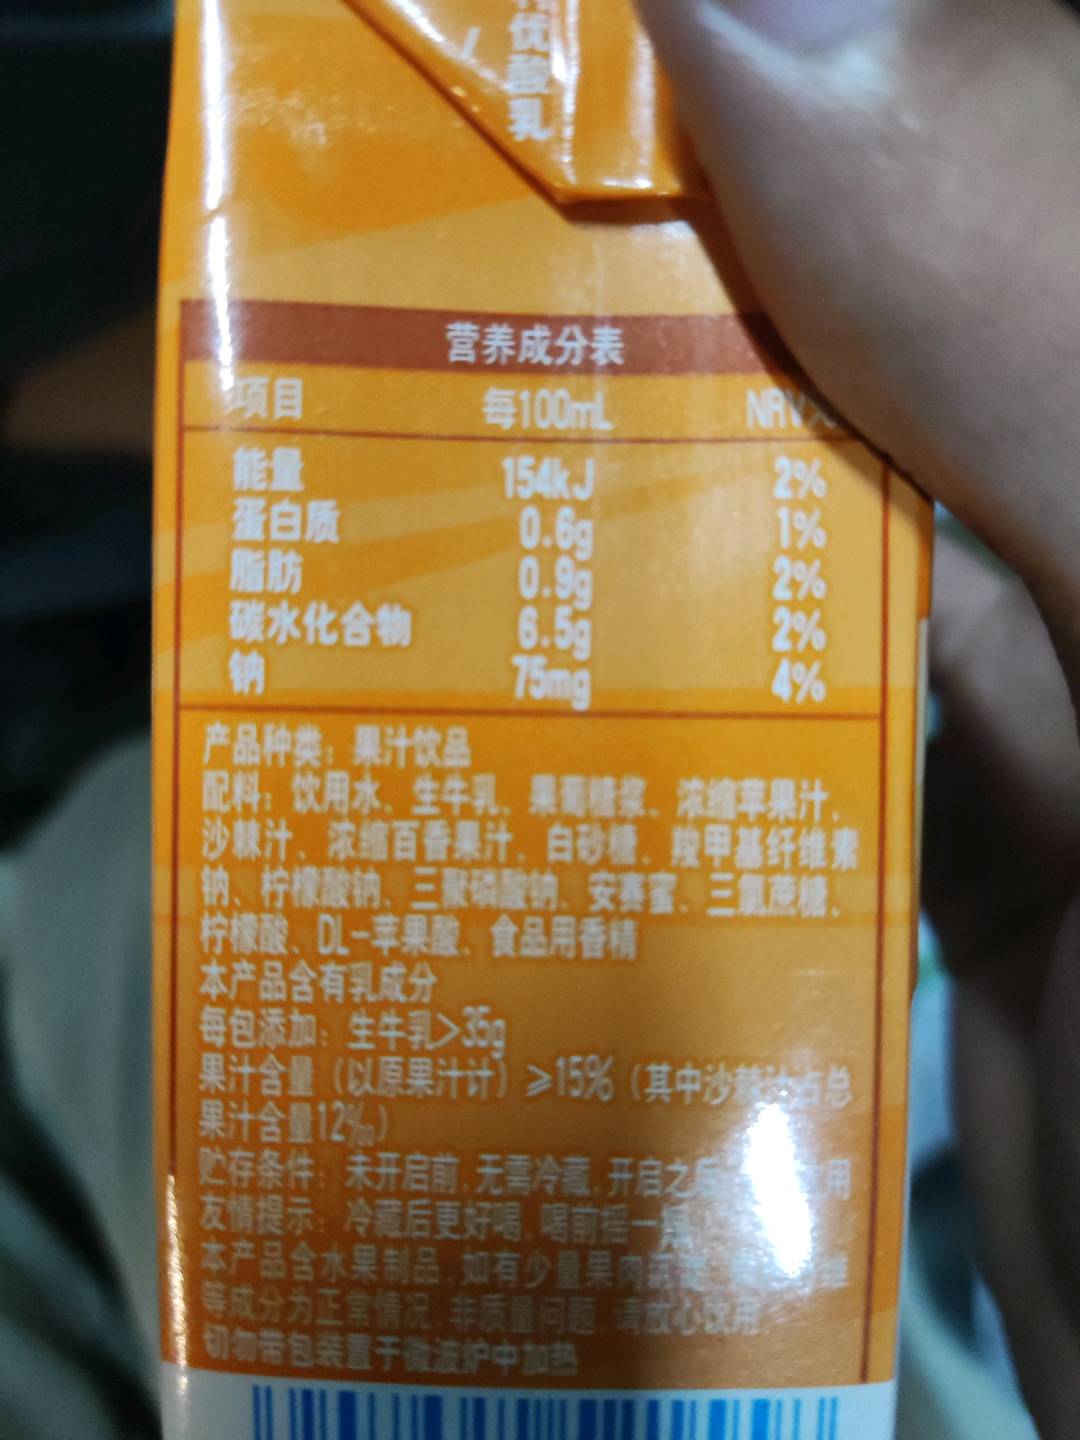 优酸乳
营养成分表
项目 每100mL NRV%
能量 154kJ 2%
蛋白质 0.6g 1%
脂肪 0.9g 2%
碳水化合物 6.5g 2%
钠 75mg 4%
产品种类：果汁饮品
配料：饮用水、生牛乳、果葡糖浆、浓缩苹果汁、
沙棘汁、浓缩百香果汁、白砂糖、羧甲基纤维素
钠、柠檬酸钠、三聚磷酸钠、安赛蜜、三氯蔗糖、
柠檬酸、DL-苹果酸、食品用香精
本产品含有乳成分
每包添加：生牛乳>35g
果汁含量（以原果汁计）≥15%（其中沙棘汁占总
果汁含量12‰）
贮存条件：未开启前,无需冷藏,开启之后 用
友情提示：冷藏后更好喝,喝前摇一摇
本产品含水果制品,如有少量果肉 维
等成分为正常情况,非质量问题 请放心饮用
切勿带包装置于微波炉中加热